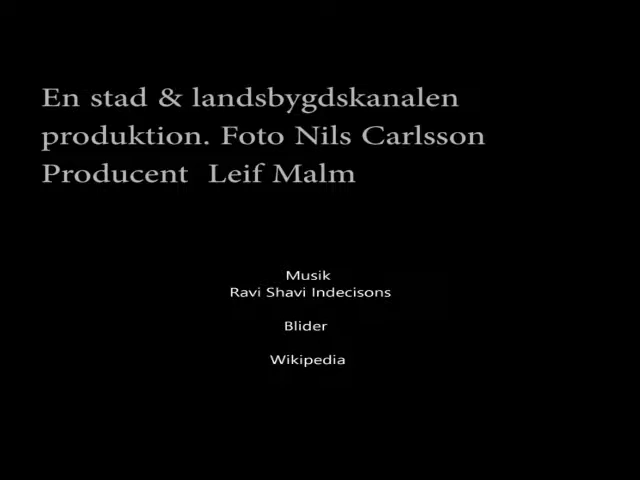 En stad & landsbygdskanalen
produktion. Foto Nils Carlsson
Producent  Leif Malm
Musik
Ravi Shavi Indecisons
Blider
Wikipedia